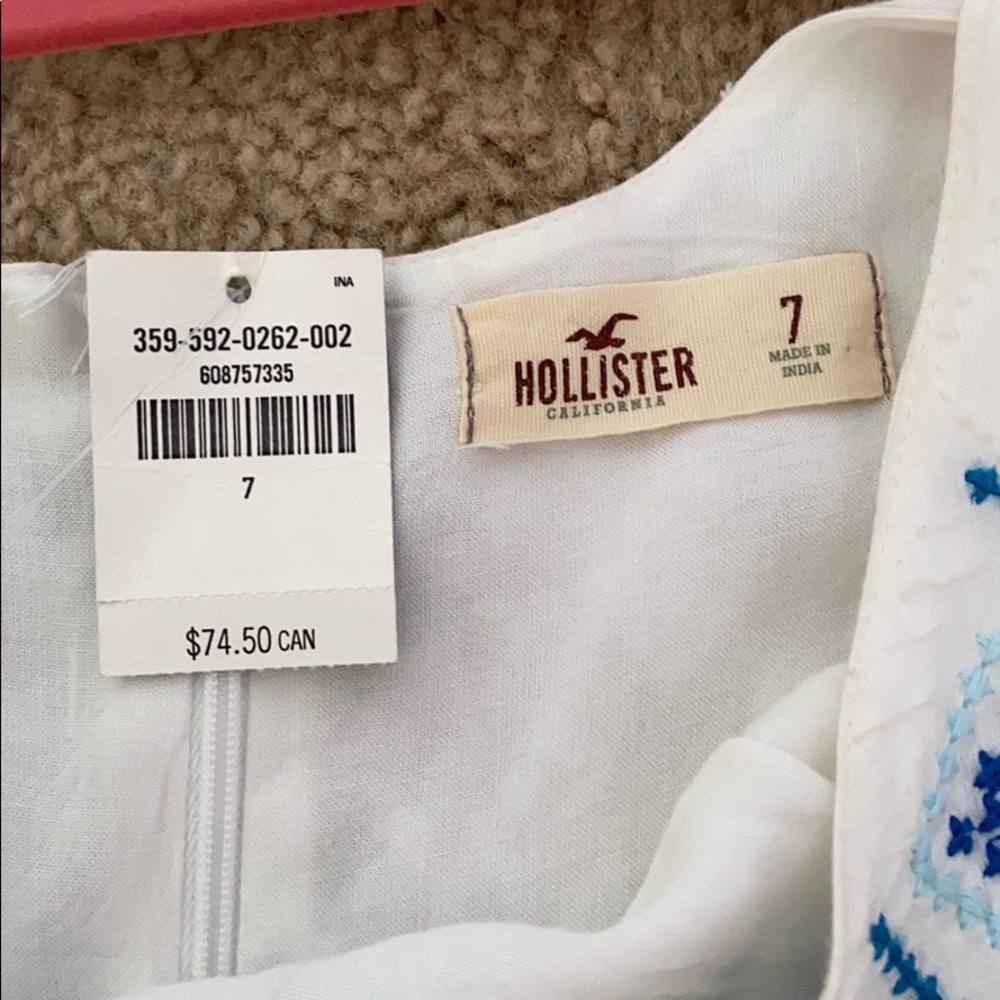 INA
359-592-0262-002
608757335
7
$74.50 CAN
HOLLISTER
CALIFORNIA
7
MADE IN
INDIA